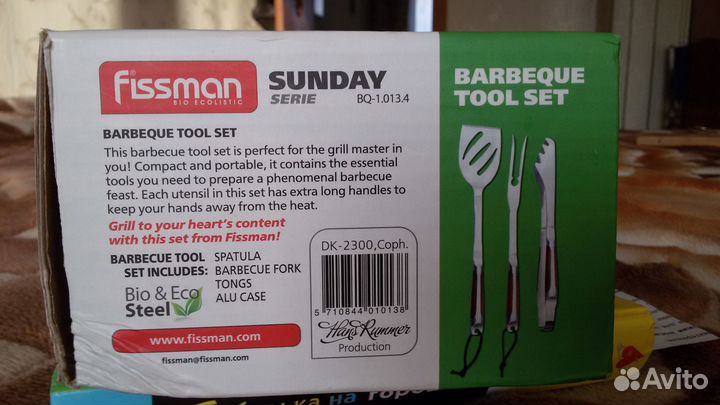 Fissman®
BIO ECOLISTIC
SUNDAY
SERIE
BQ-1.013.4
BARBEQUE TOOL SET
This barbecue tool set is perfect for the grill master in
you! Compact and portable, it contains the essential
tools you need to prepare a phenomenal barbecue
feast. Each utensil in this set has extra long handles to
keep your hands away from the heat.
Grill to your heart's content
with this set from Fissman!
BARBECUE TOOL
SET INCLUDES:
SPATULA
BARBECUE FORK
TONGS
ALU CASE
Bio & Eco
Steel
www.fissman.com
fissman@fissman.com
DK-2300,Coph.
5 710844 010138
Hans Rummer
Production
BARBEQUE
TOOL SET
на
Avito